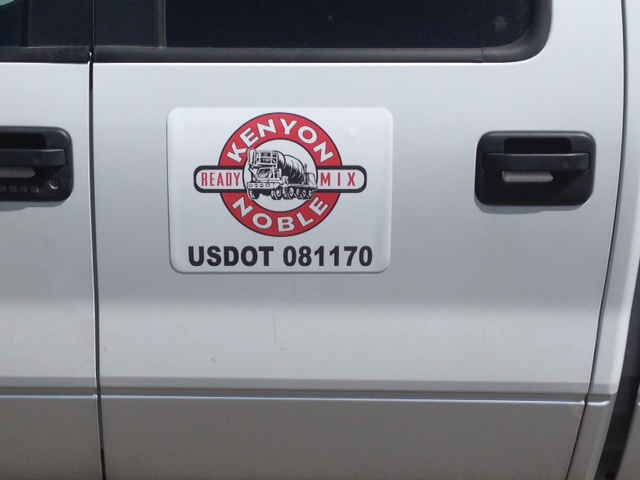 KENYON
READY MIX
NOBLE
USDOT 081170